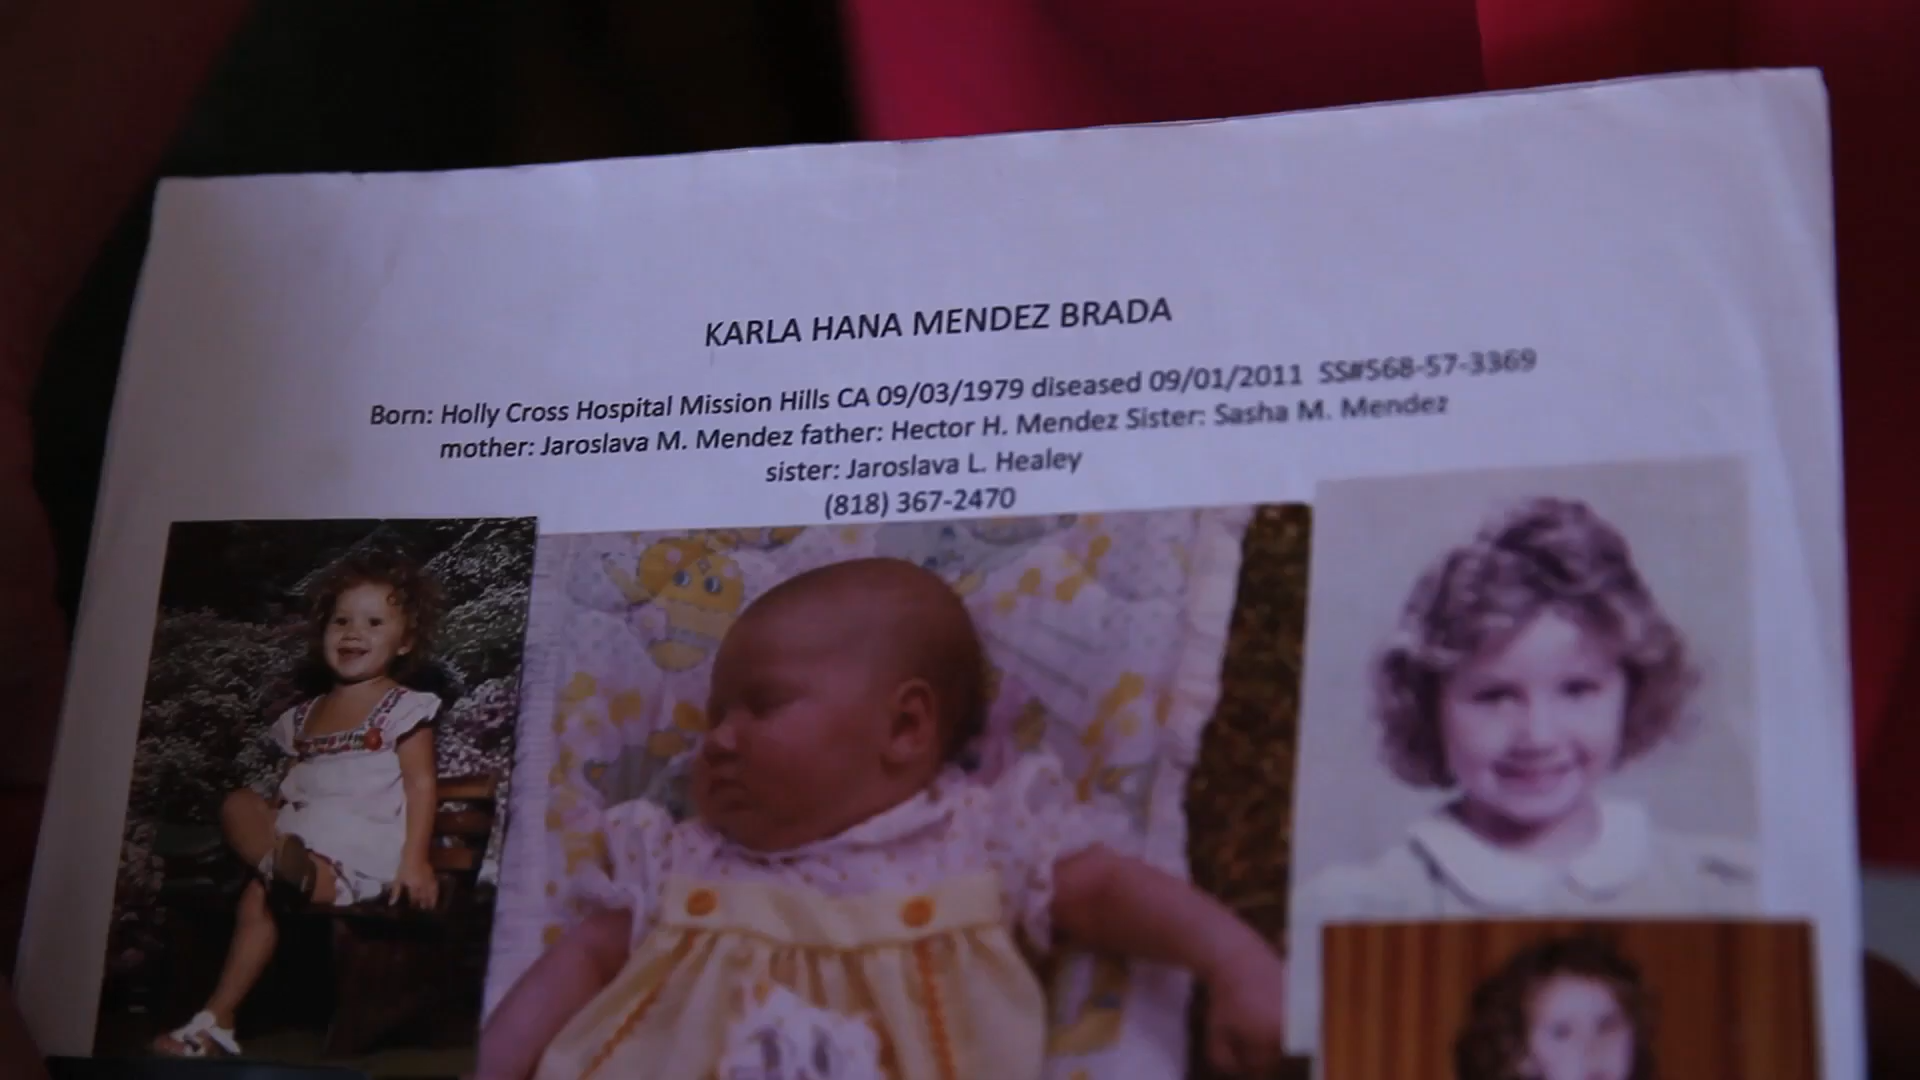 KARLA HANA MENDEZ BRADA
Born: Holly Cross Hospital Mission Hills CA 09/03/1979 diseased 09/01/2011 SS#568-57-3369
mother: Jaroslava M. Mendez father: Hector H. Mendez Sister: Sasha M. Mendez
sister: Jaroslava L. Healey
(818) 367-2470